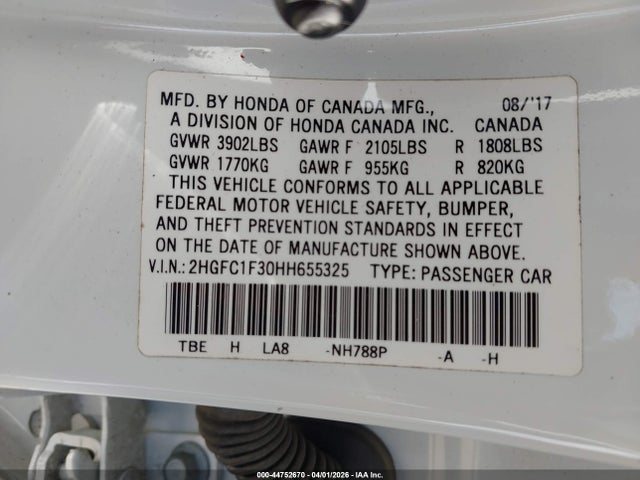 MFD. BY HONDA OF CANADA MFG., 08/'17
A DIVISION OF HONDA CANADA INC. CANADA
GVWR 3902LBS GAWR F 2105LBS R 1808LBS
GVWR 1770KG GAWR F 955KG R 820KG
THIS VEHICLE CONFORMS TO ALL APPLICABLE
FEDERAL MOTOR VEHICLE SAFETY, BUMPER,
AND THEFT PREVENTION STANDARDS IN EFFECT
ON THE DATE OF MANUFACTURE SHOWN ABOVE.
V.I.N.: 2HGFC1F30HH655325 TYPE: PASSENGER CAR
TBE H LA8 -NH788P -A -H
000-44752670 - 04/01/2026 - IAA Inc.